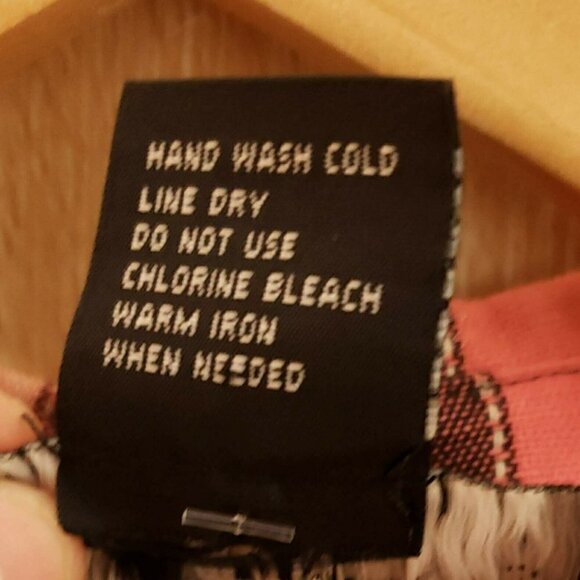 HAND WASH COLD
LINE DRY
DO NOT USE
CHLORINE BLEACH
WARM IRON
WHEN NEEDED